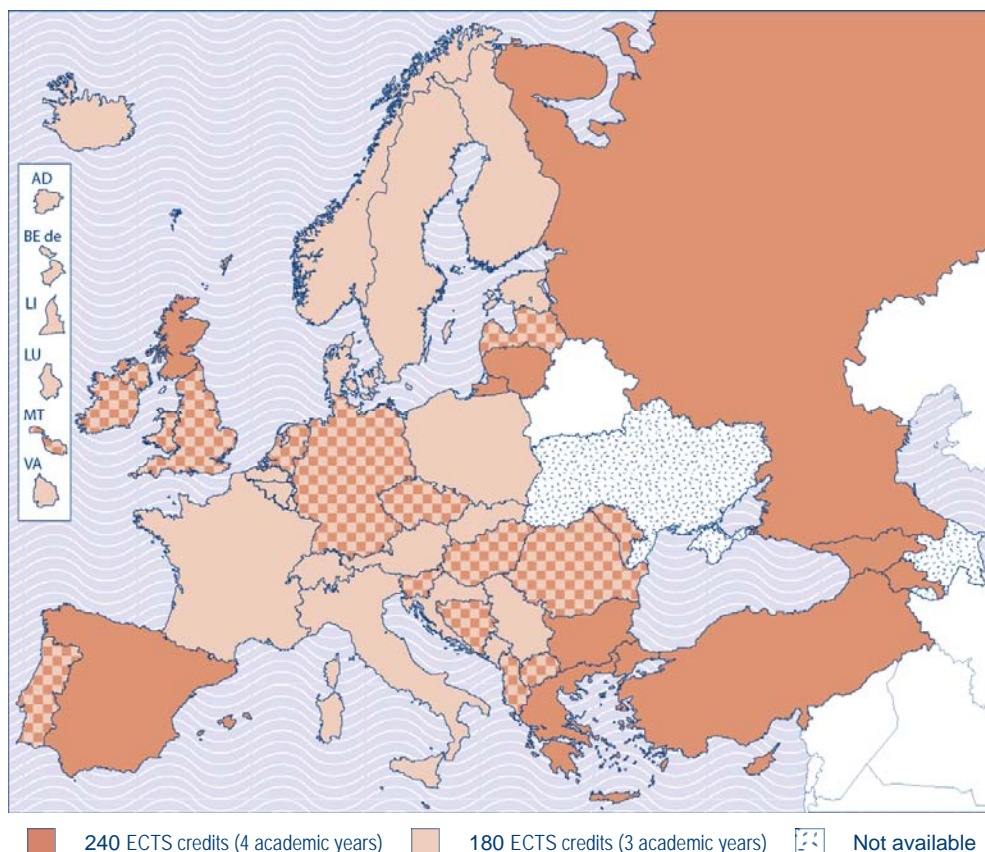 AD
BE de
LI
LU
MT
VA
240 ECTS credits (4 academic years) 180 ECTS credits (3 academic years) Not available